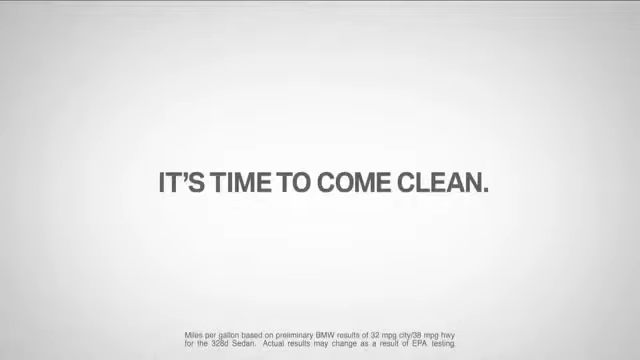 IT'S TIME TO COME CLEAN.
Miles per gallon based on preliminary BMW results of 32 mpg city/38 mpg hwy
for the 328d Sedan. Actual results may change as a result of EPA testing.